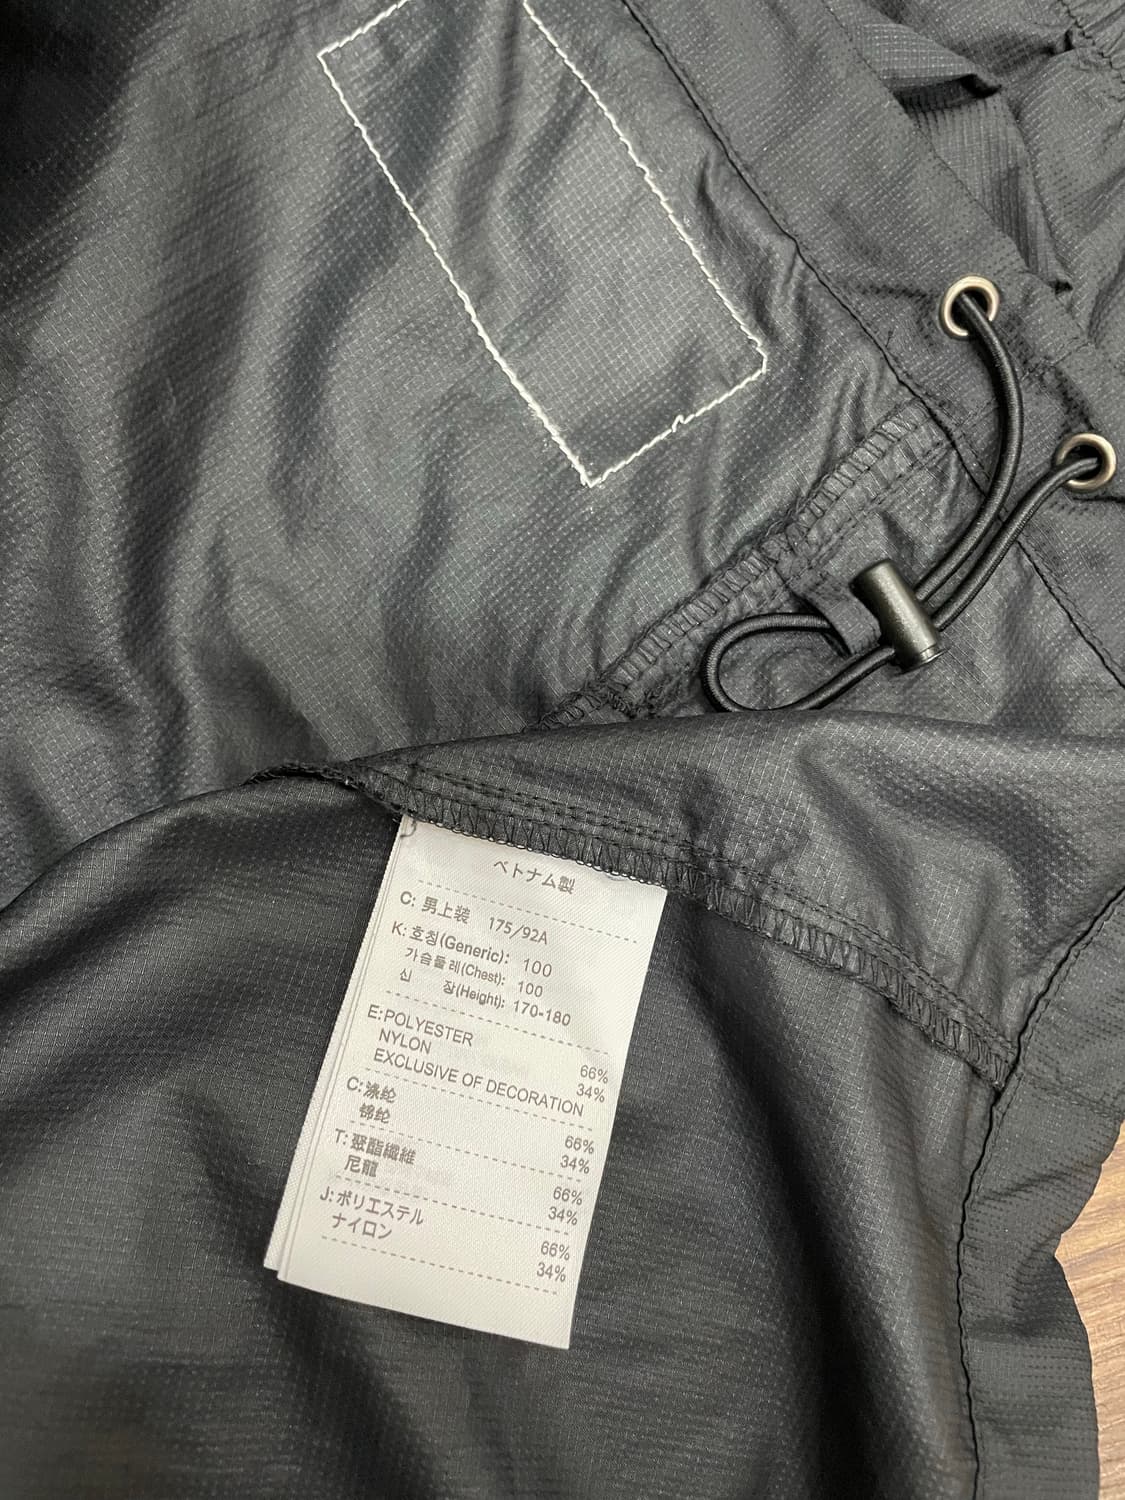 ベトナム製
C: 男上装 175/92A
K: 호칭(Generic): 100
가슴둘레(Chest): 100
신 장(Height): 170-180
E: POLYESTER 66%
NYLON 34%
EXCLUSIVE OF DECORATION
C: 涤纶 66%
锦纶 34%
T: 聚酯纖維 66%
尼龍 34%
J: ポリエステル 66%
ナイロン 34%